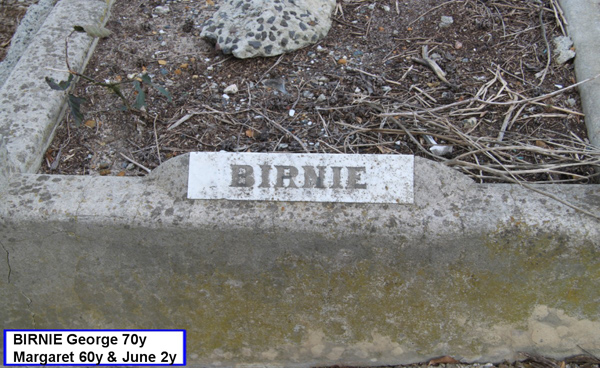 BIRNIE
BIRNIE George 70y
Margaret 60y & June 2y